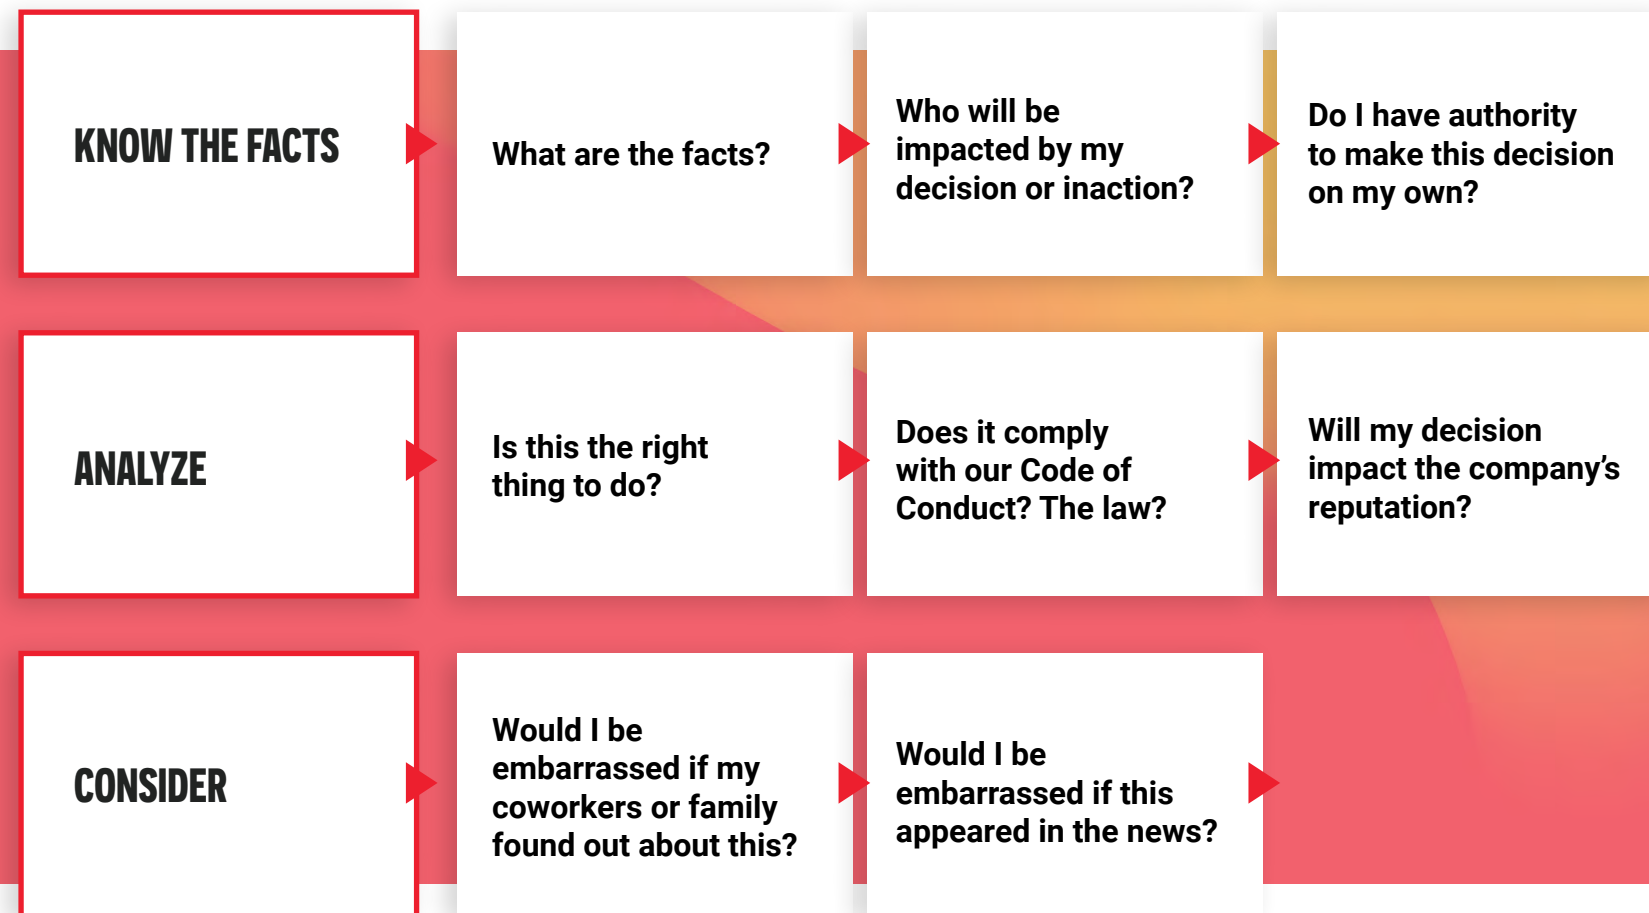 KNOW THE FACTS
What are the facts?
Who will be
impacted by my
decision or inaction?
Do I have authority
to make this decision
on my own?
ANALYZE
Is this the right
thing to do?
Does it comply
with our Code of
Conduct? The law?
Will my decision
impact the company’s
reputation?
CONSIDER
Would I be
embarrassed if my
coworkers or family
found out about this?
Would I be
embarrassed if this
appeared in the news?